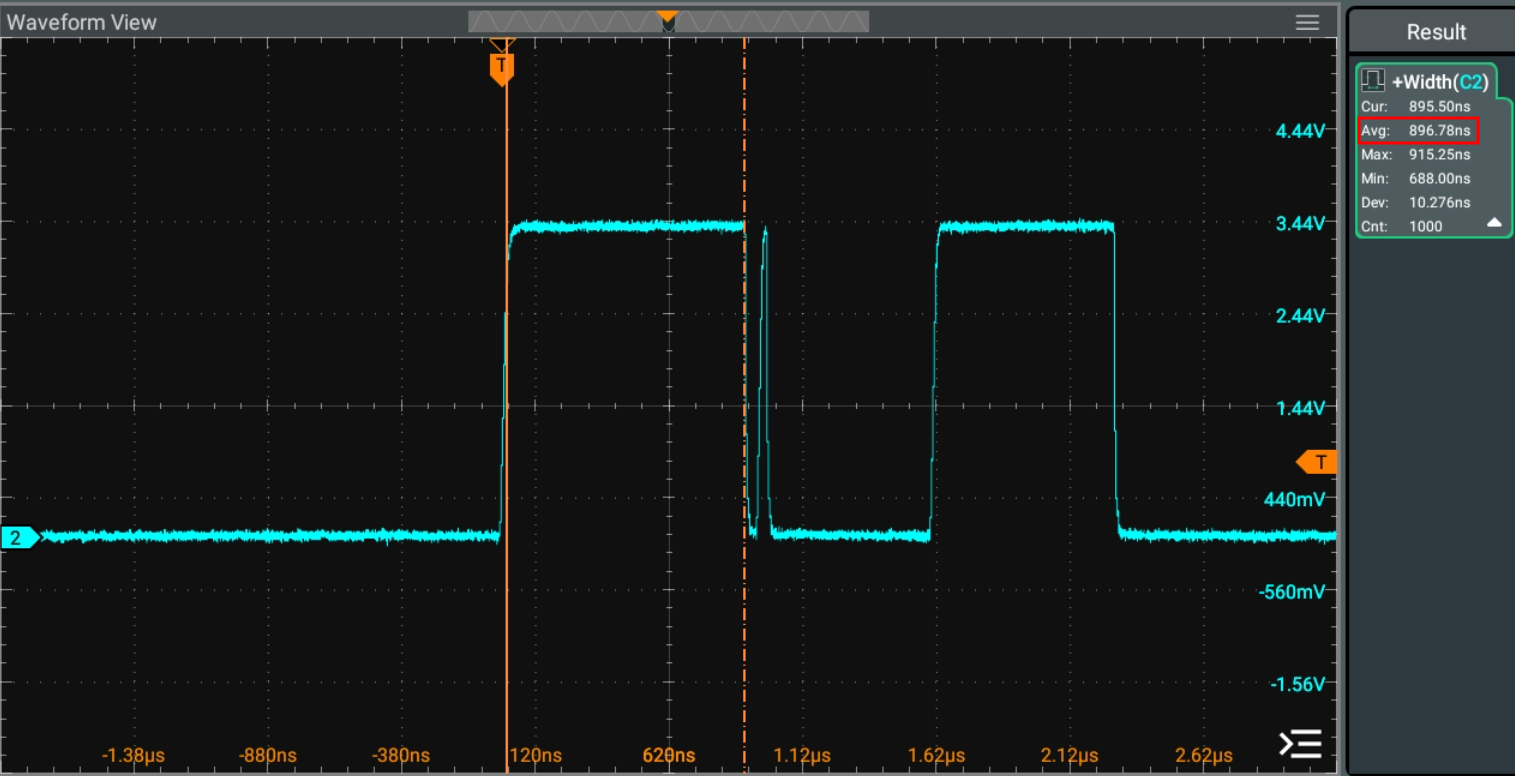 Waveform View
T
4.44V
3.44V
2.44V
1.44V
T
440mV
2
-560mV
-1.56V
-1.38µs -880ns -380ns 120ns 620ns 1.12µs 1.62µs 2.12µs 2.62µs
Result
+Width(C2)
Cur: 895.50ns
Avg: 896.78ns
Max: 915.25ns
Min: 688.00ns
Dev: 10.276ns
Cnt: 1000